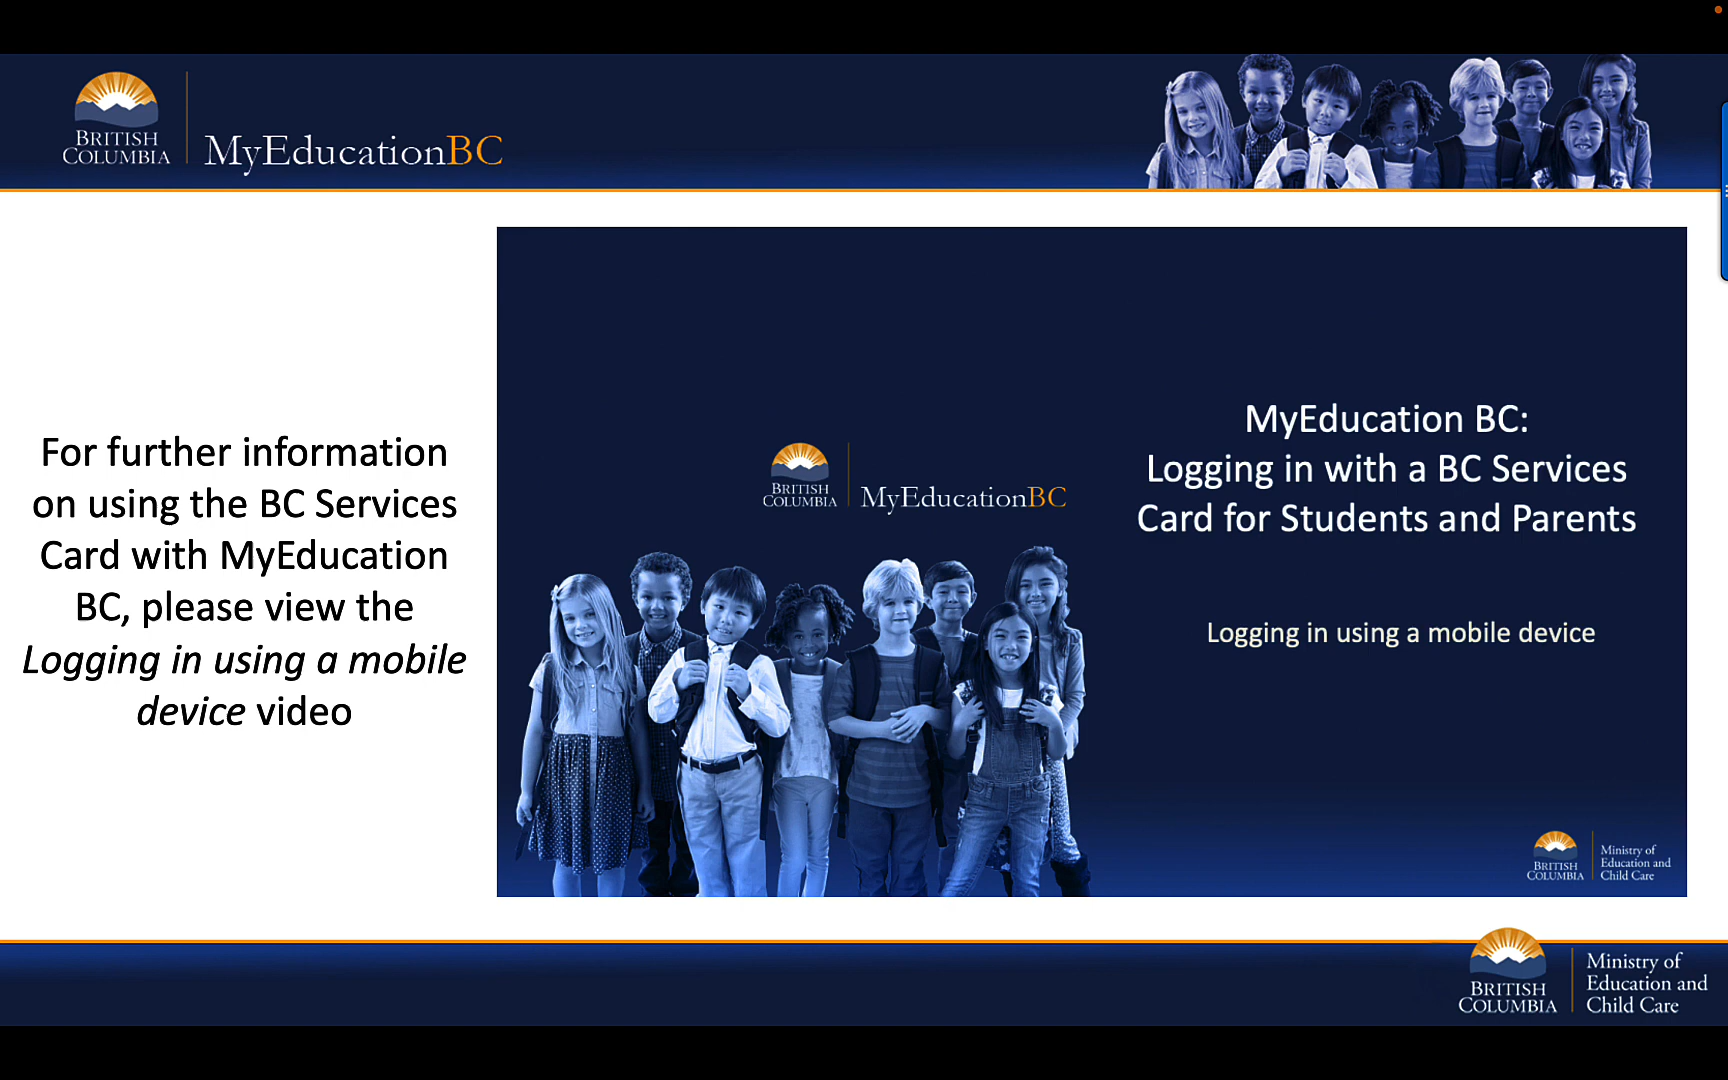 BRITISH
COLUMBIA
MyEducationBC
For further information
on using the BC Services
Card with MyEducation
BC, please view the
Logging in using a mobile
device video
BRITISH
COLUMBIA
MyEducationBC
MyEducation BC:
Logging in with a BC Services
Card for Students and Parents
Logging in using a mobile device
BRITISH
COLUMBIA
Ministry of
Education and
Child Care
BRITISH
COLUMBIA
Ministry of
Education and
Child Care